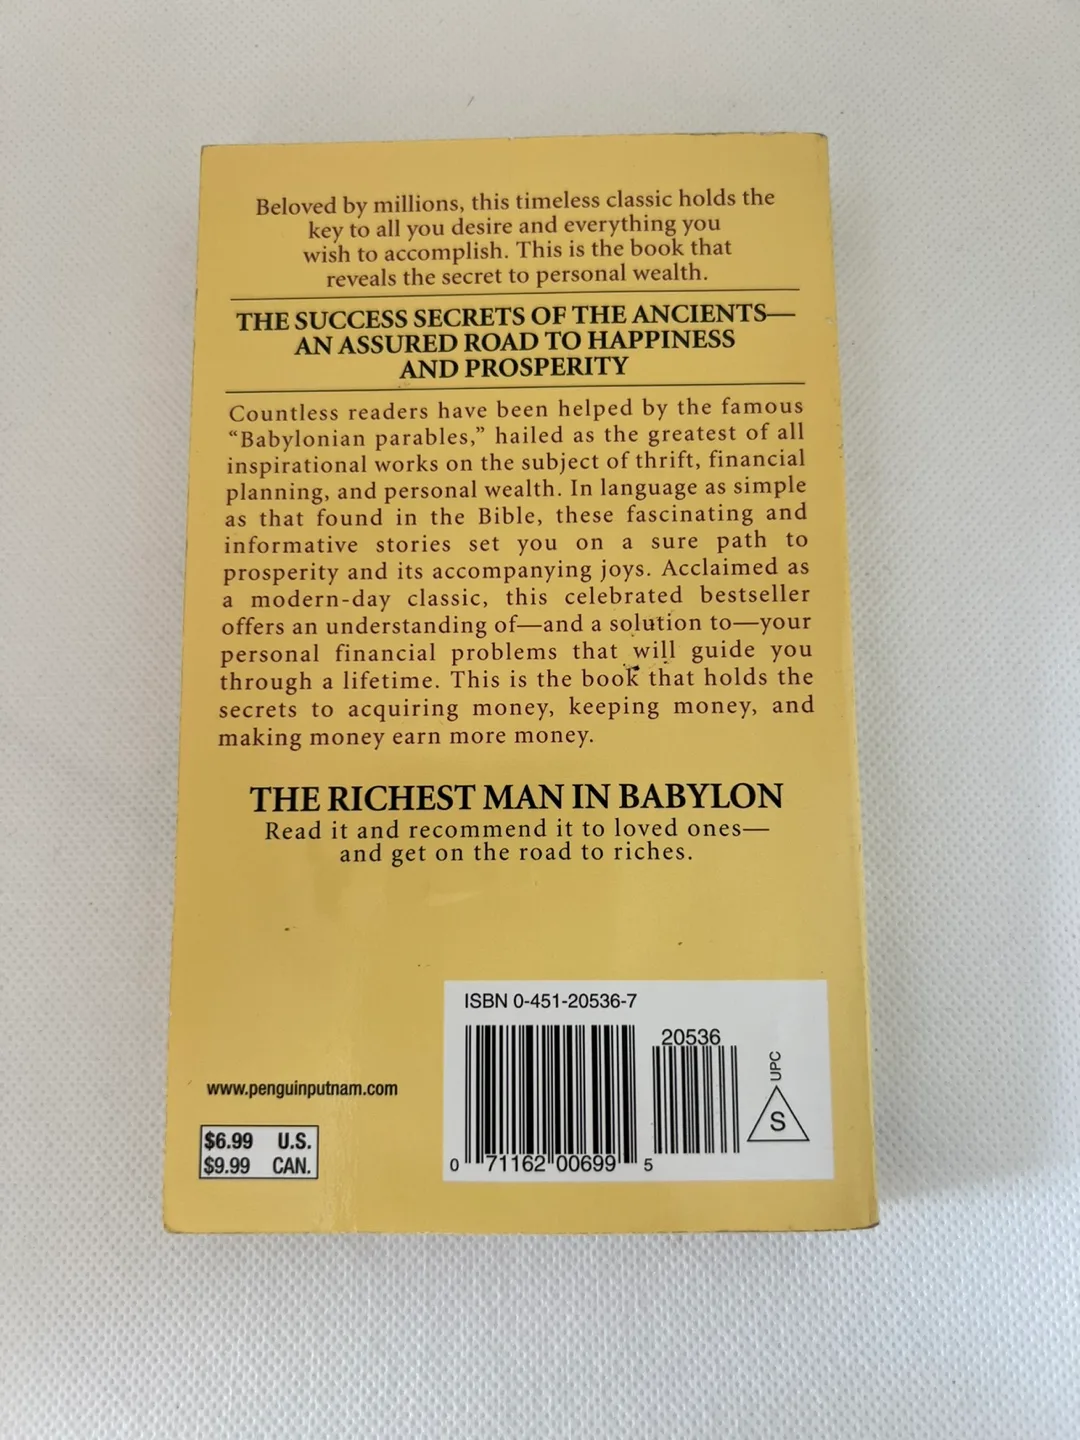 Beloved by millions, this timeless classic holds the
key to all you desire and everything you
wish to accomplish. This is the book that
reveals the secret to personal wealth.
THE SUCCESS SECRETS OF THE ANCIENTS—
AN ASSURED ROAD TO HAPPINESS
AND PROSPERITY
Countless readers have been helped by the famous
“Babylonian parables,” hailed as the greatest of all
inspirational works on the subject of thrift, financial
planning, and personal wealth. In language as simple
as that found in the Bible, these fascinating and
informative stories set you on a sure path to
prosperity and its accompanying joys. Acclaimed as
a modern-day classic, this celebrated bestseller
offers an understanding of—and a solution to—your
personal financial problems that will guide you
through a lifetime. This is the book that holds the
secrets to acquiring money, keeping money, and
making money earn more money.
THE RICHEST MAN IN BABYLON
Read it and recommend it to loved ones—
and get on the road to riches.
ISBN 0-451-20536-7
20536
UPC
S
0 71162 00699 5
www.penguinputnam.com
$6.99 U.S.
$9.99 CAN.